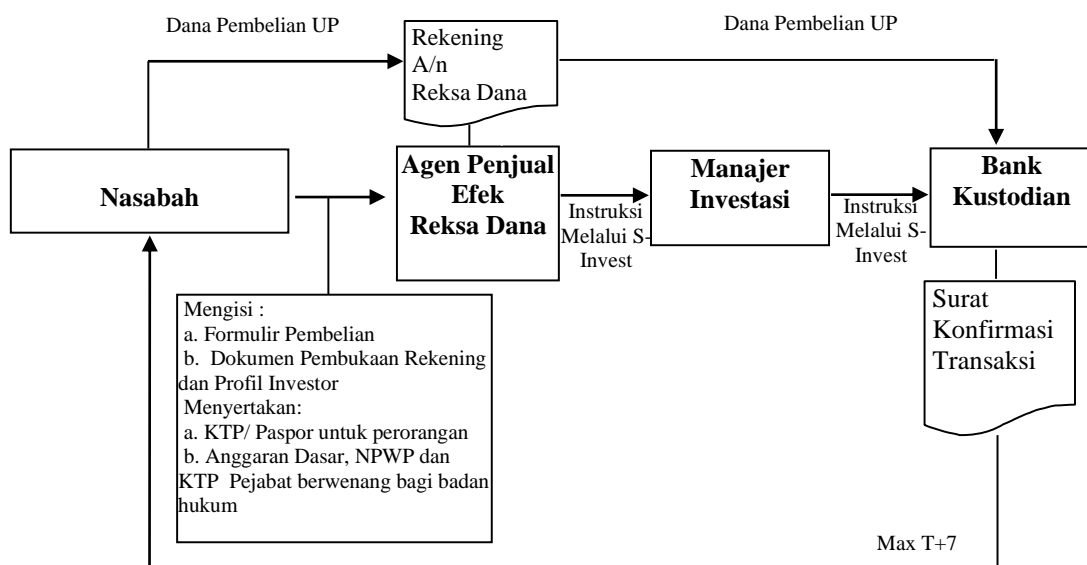 Dana Pembelian UP
Dana Pembelian UP
Rekening
A/n
Reksa Dana
Nasabah
Agen Penjual
Efek
Reksa Dana
Instruksi
Melalui S-
Invest
Manajer
Investasi
Instruksi
Melalui S-
Invest
Bank
Kustodian
Mengisi :
a. Formulir Pembelian
b. Dokumen Pembukaan Rekening
dan Profil Investor
Menyertakan:
a. KTP/ Paspor untuk perorangan
b. Anggaran Dasar, NPWP dan
KTP Pejabat berwenang bagi badan
hukum
Surat
Konfirmasi
Transaksi
Max T+7